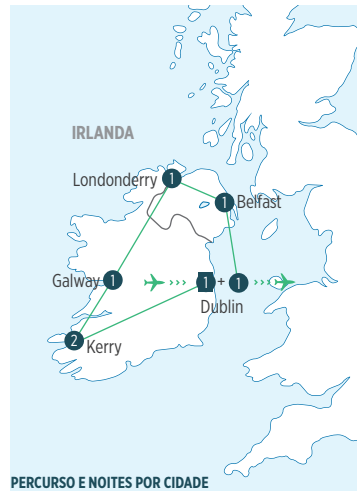 IRLANDA
Londonderry 1
1 Belfast
Galway 1
1 + 1
Dublin
2 Kerry
PERCURSO E NOITES POR CIDADE